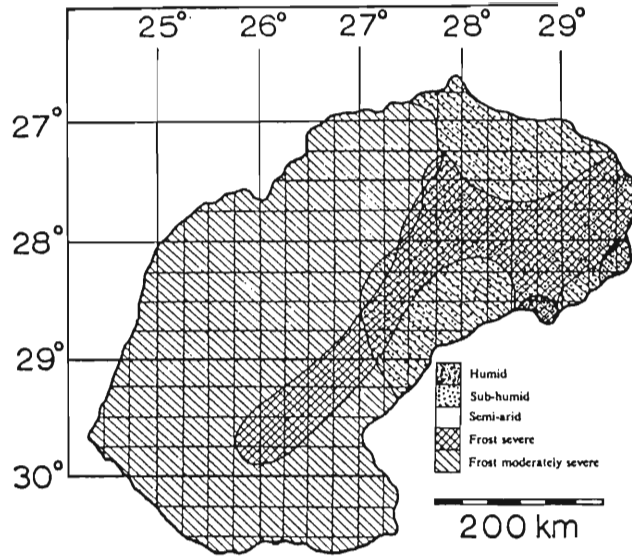 25° 26° 27° 28° 29°
27°
28°
29°
30°
Humid
Sub-humid
Semi-arid
Frost severe
Frost moderately severe
200 km